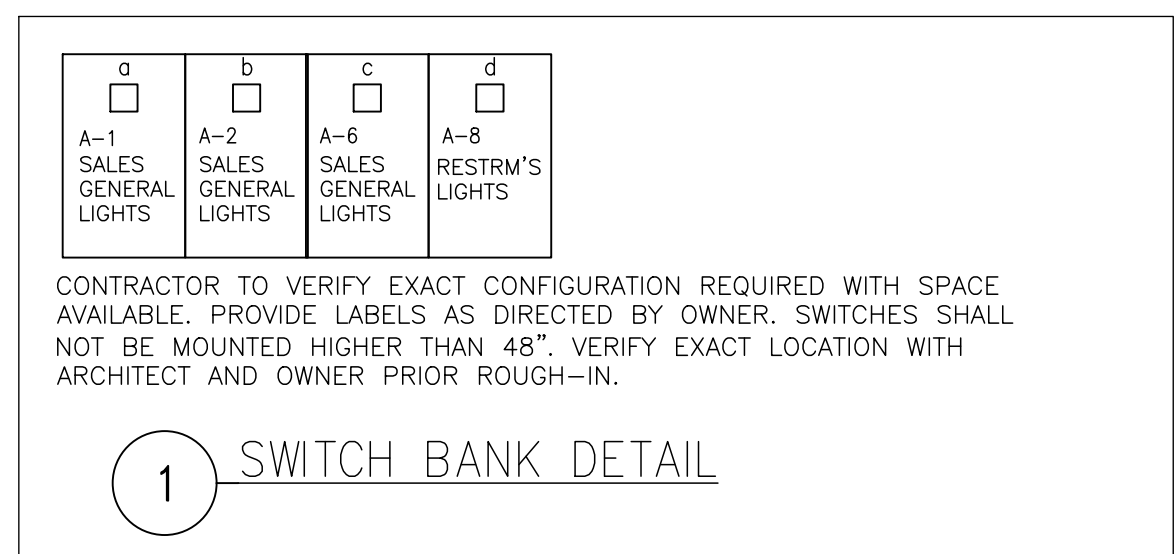 a
A-1
SALES
GENERAL
LIGHTS
b
A-2
SALES
GENERAL
LIGHTS
c
A-6
SALES
GENERAL
LIGHTS
d
A-8
RESTRM'S
LIGHTS
CONTRACTOR TO VERIFY EXACT CONFIGURATION REQUIRED WITH SPACE
AVAILABLE. PROVIDE LABELS AS DIRECTED BY OWNER. SWITCHES SHALL
NOT BE MOUNTED HIGHER THAN 48". VERIFY EXACT LOCATION WITH
ARCHITECT AND OWNER PRIOR ROUGH-IN.
1 SWITCH BANK DETAIL